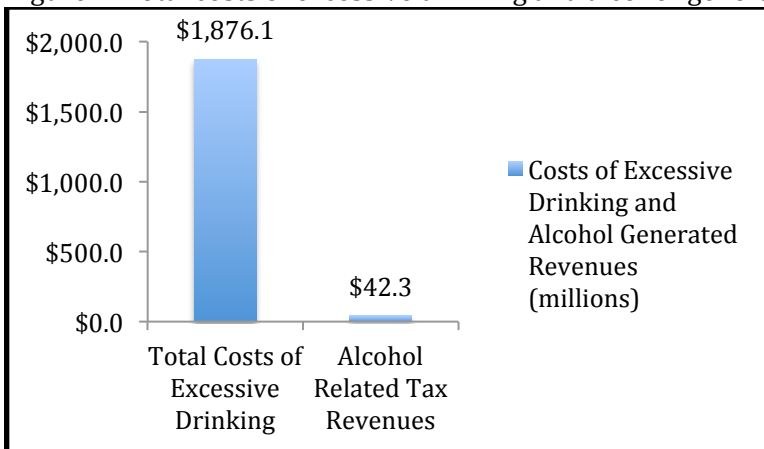 $2,000.0
$1,876.1
$1,500.0
$1,000.0
$500.0
$0.0
$42.3
Total Costs of
Excessive
Drinking
Alcohol
Related Tax
Revenues
Costs of Excessive
Drinking and
Alcohol Generated
Revenues
(millions)